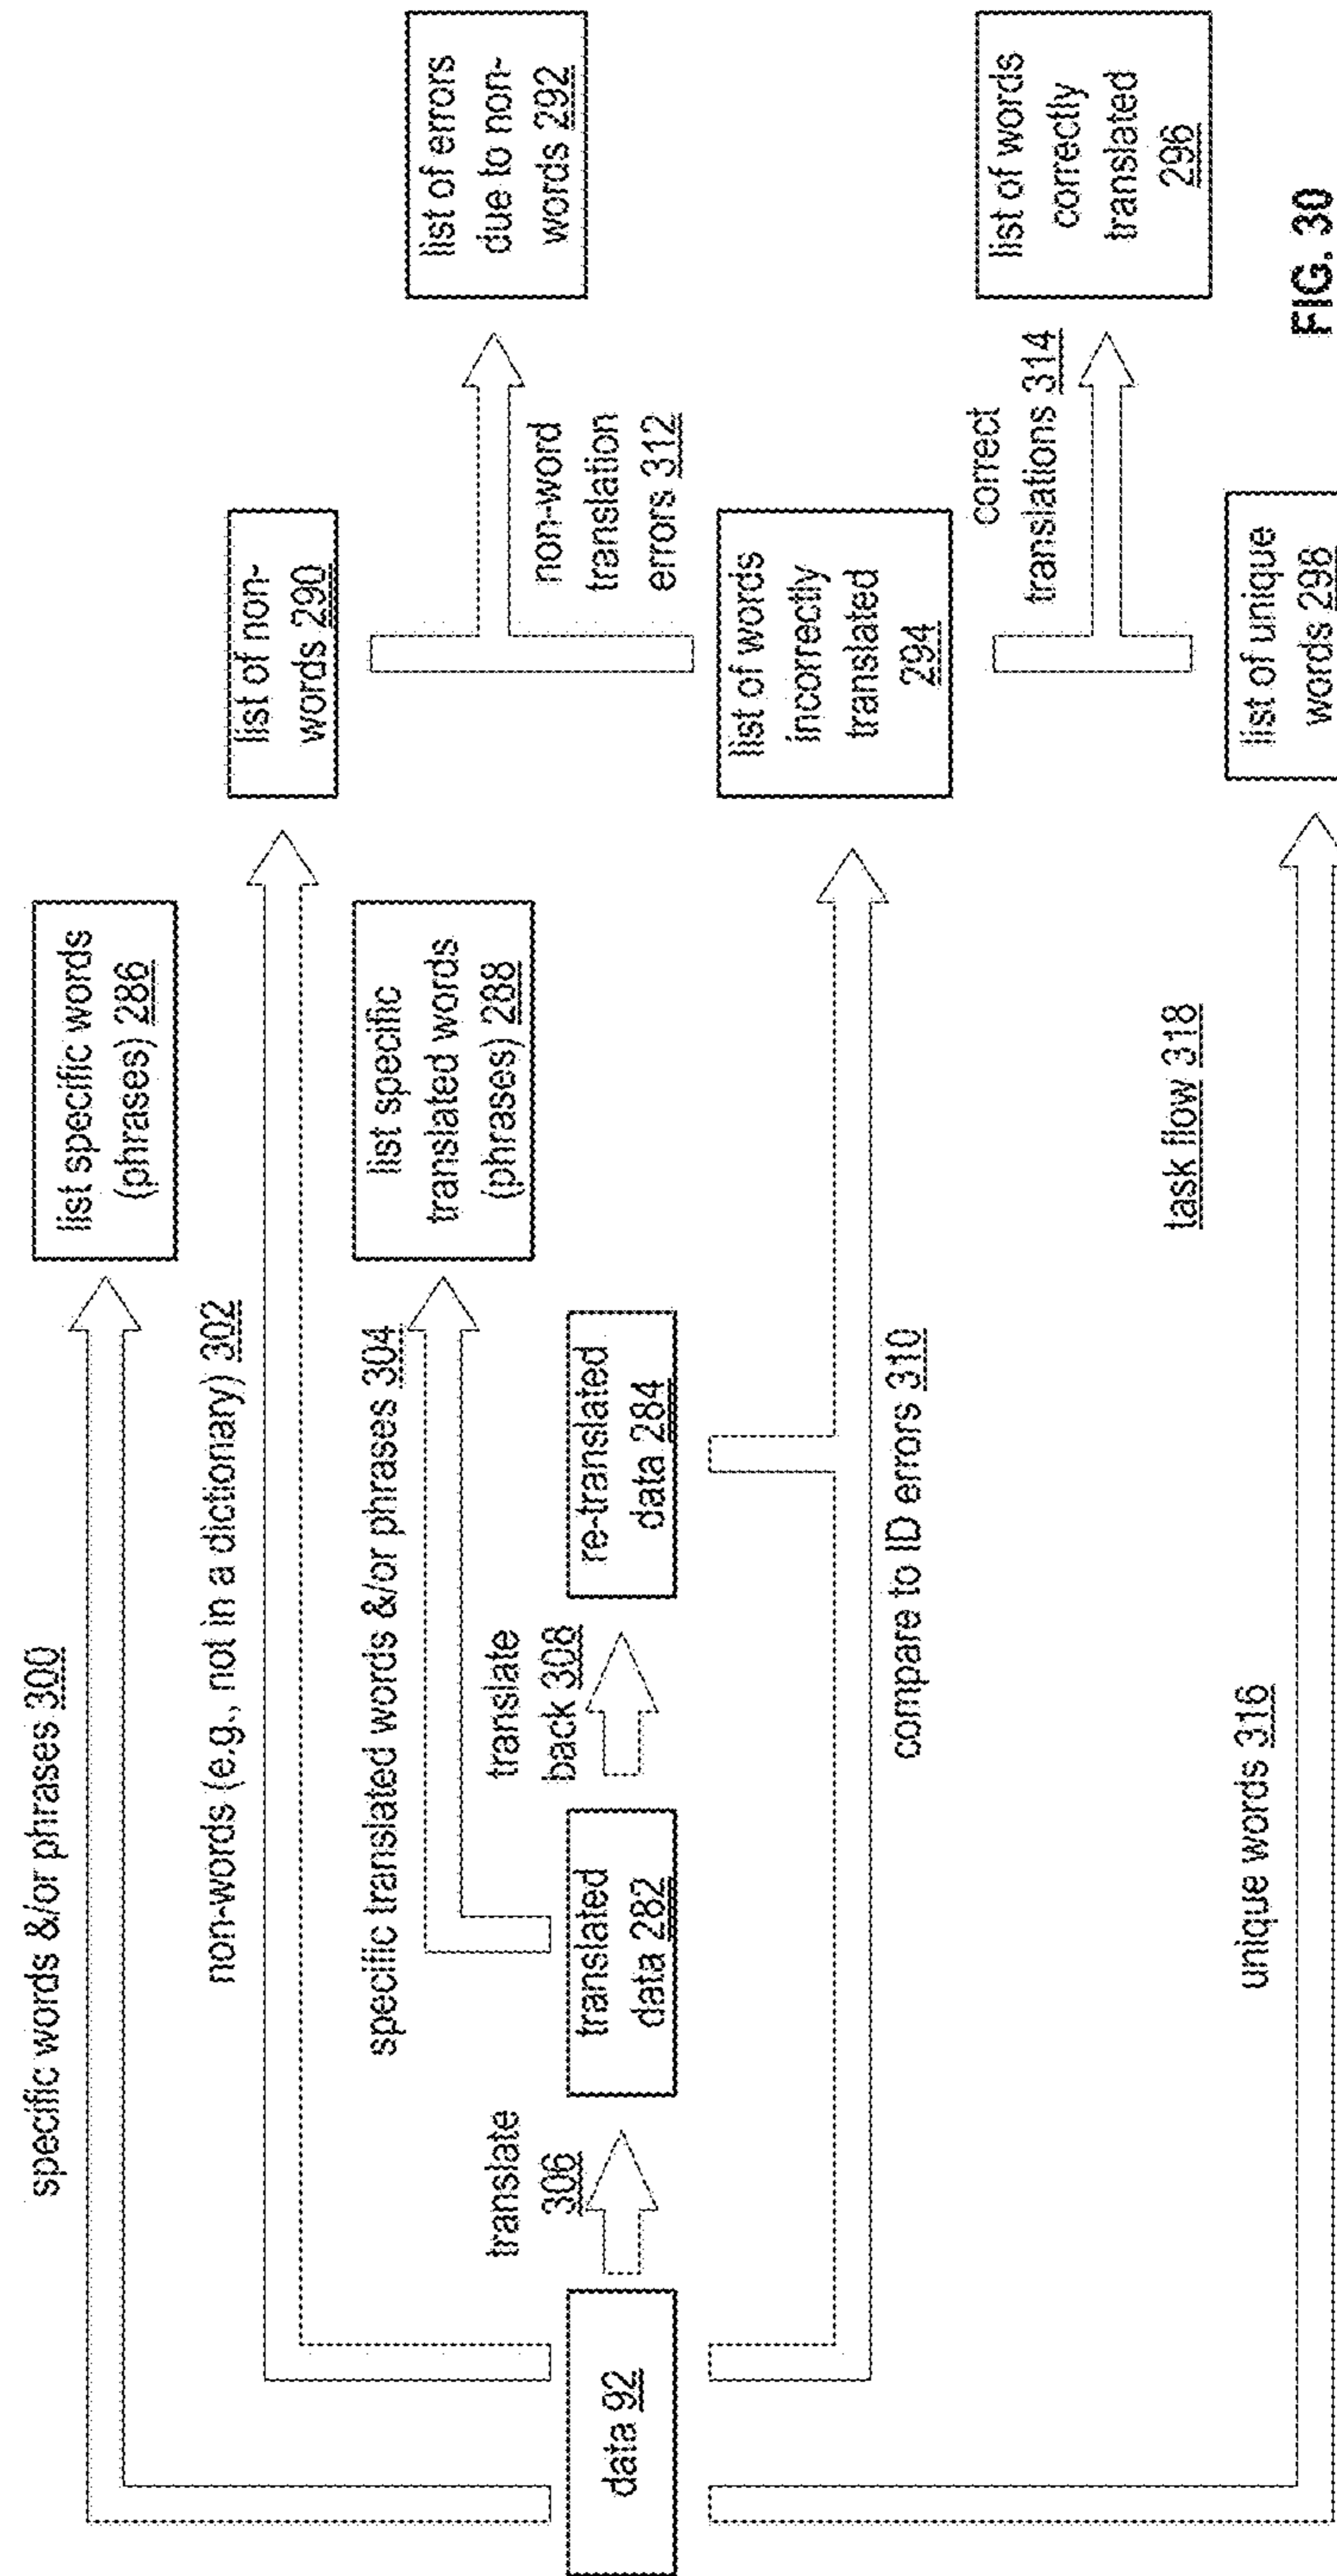 specific words &/or phrases 300
list specific words
(phrases) 286
non-words (e.g., not in a dictionary) 302
list of non-
words 290
specific translated words &/or phrases 304
list specific
translated words
(phrases) 288
list of errors
due to non-
words 292
non-word
translation
errors 312
data 92
translate
306
translated
data 282
translate
back 308
re-translated
data 284
list of words
incorrectly
translated
294
compare to ID errors 310
correct
translations 314
list of words
correctly
translated
296
task flow 318
unique words 316
list of unique
words 298
FIG. 30